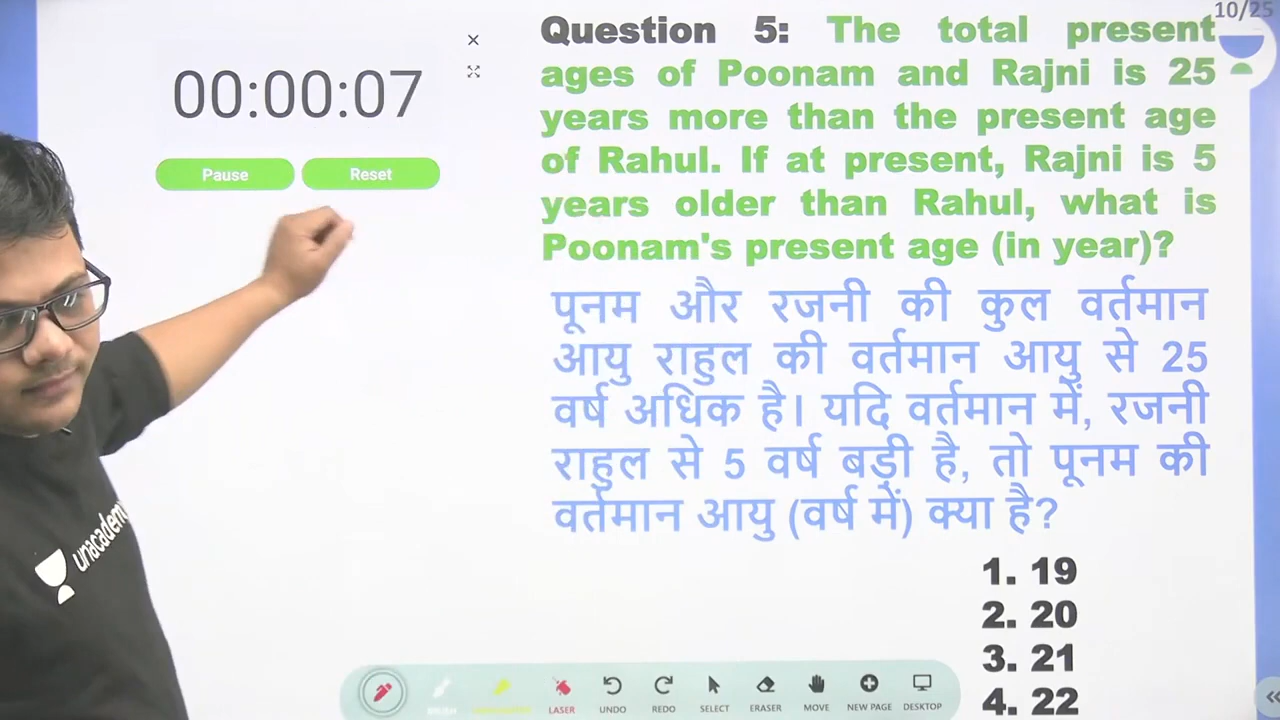 10/25
00:00:07
Pause
Reset
Question 5: The total present
ages of Poonam and Rajni is 25
years more than the present age
of Rahul. If at present, Rajni is 5
years older than Rahul, what is
Poonam's present age (in year)?
पूनम और रजनी की कुल वर्तमान
आयु राहुल की वर्तमान आयु से 25
वर्ष अधिक है। यदि वर्तमान में, रजनी
राहुल से 5 वर्ष बड़ी है, तो पूनम की
वर्तमान आयु (वर्ष में) क्या है?
1. 19
2. 20
3. 21
4. 22
unacademy
BRUSH
HIGHLIGHTER
LASER
UNDO
REDO
SELECT
ERASER
MOVE
NEW PAGE
DESKTOP